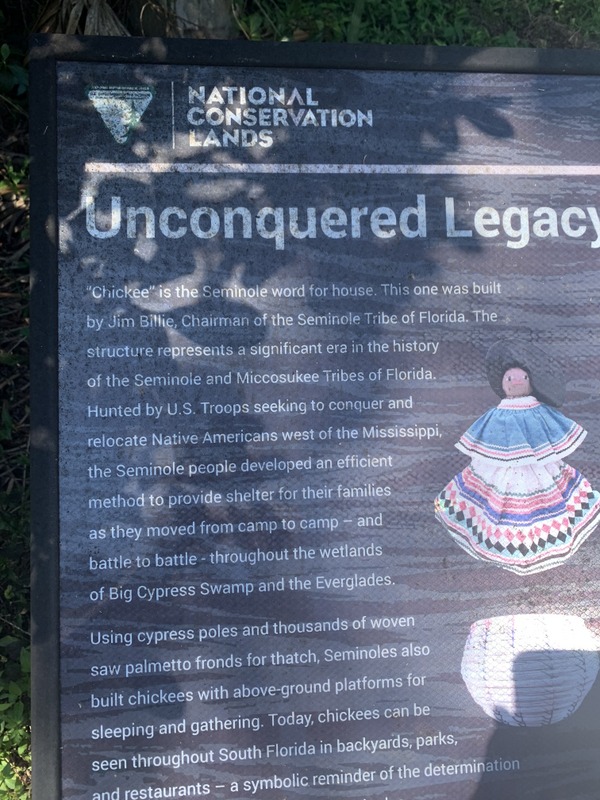 NATIONAL
CONSERVATION
LANDS
Unconquered Legacy
"Chickee" is the Seminole word for house. This one was built
by Jim Billie, Chairman of the Seminole Tribe of Florida. The
structure represents a significant era in the history
of the Seminole and Miccosukee Tribes of Florida.
Hunted by U.S. Troops seeking to conquer and
relocate Native Americans west of the Mississippi,
the Seminole people developed an efficient
method to provide shelter for their families
as they moved from camp to camp – and
battle to battle - throughout the wetlands
of Big Cypress Swamp and the Everglades.
Using cypress poles and thousands of woven
saw palmetto fronds for thatch, Seminoles also
built chickees with above-ground platforms for
sleeping and gathering. Today, chickees can be
seen throughout South Florida in backyards, parks,
and restaurants – a symbolic reminder of the determination